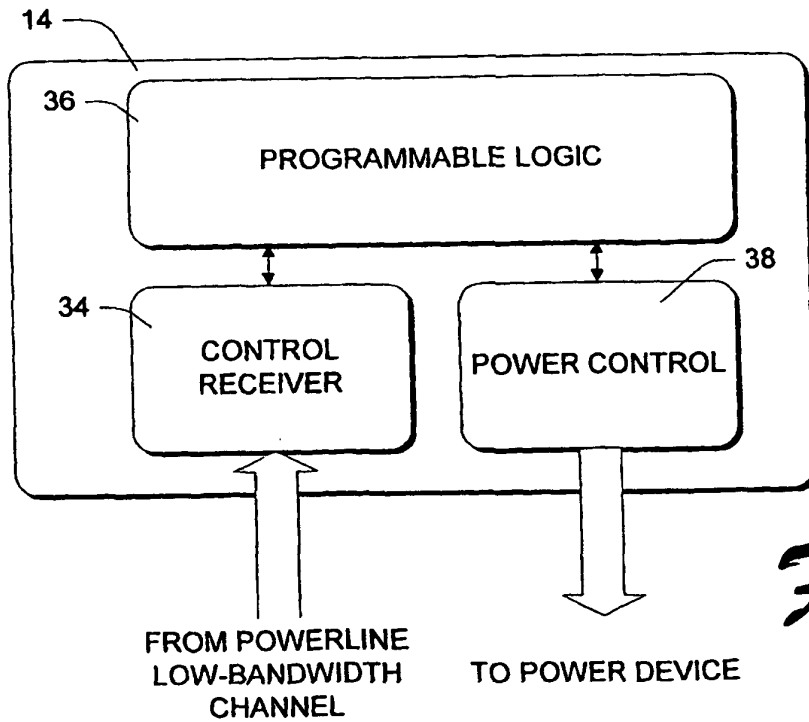 14
36
PROGRAMMABLE LOGIC
38
34
CONTROL
RECEIVER
POWER CONTROL
FROM POWERLINE
LOW-BANDWIDTH
CHANNEL
TO POWER DEVICE